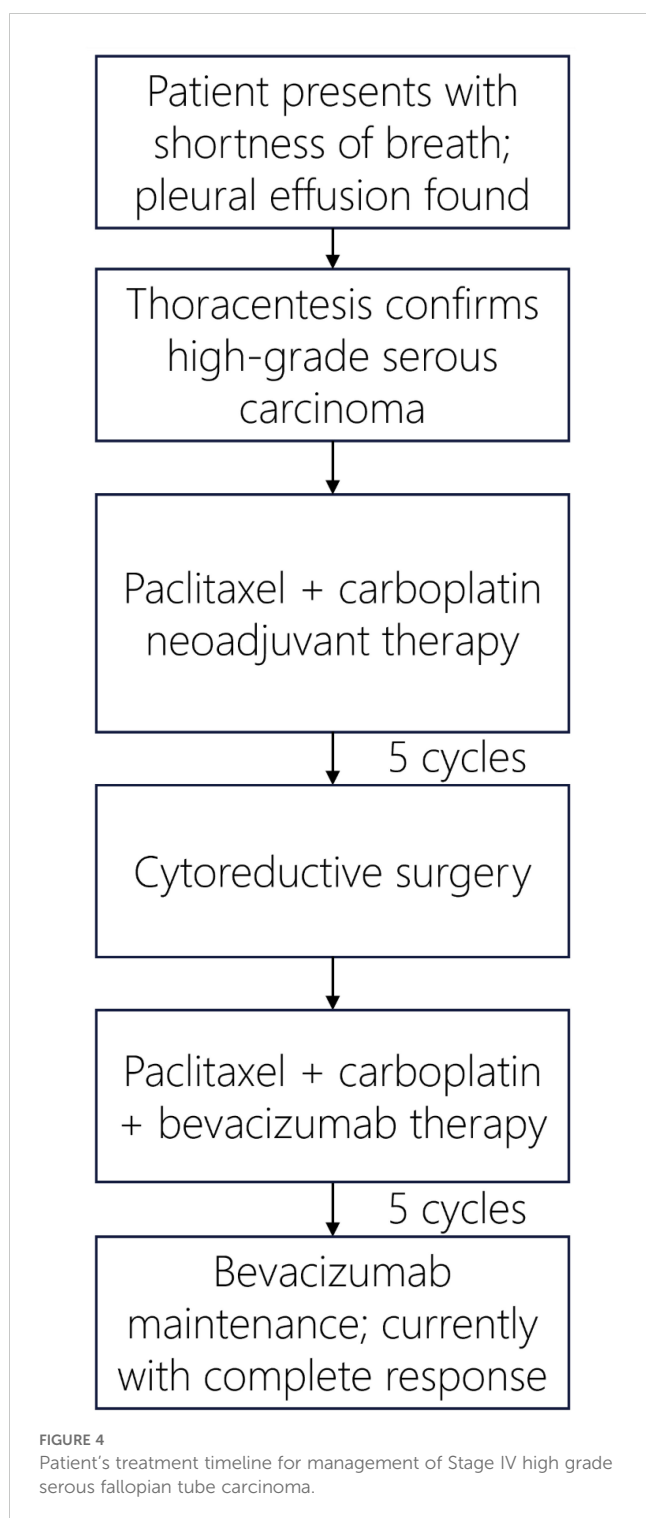 Patient presents with
shortness of breath;
pleural effusion found
Thoracentesis confirms
high-grade serous
carcinoma
Paclitaxel + carboplatin
neoadjuvant therapy
5 cycles
Cytoreductive surgery
Paclitaxel + carboplatin
+ bevacizumab therapy
5 cycles
Bevacizumab
maintenance; currently
with complete response
FIGURE 4
Patient’s treatment timeline for management of Stage IV high grade
serous fallopian tube carcinoma.